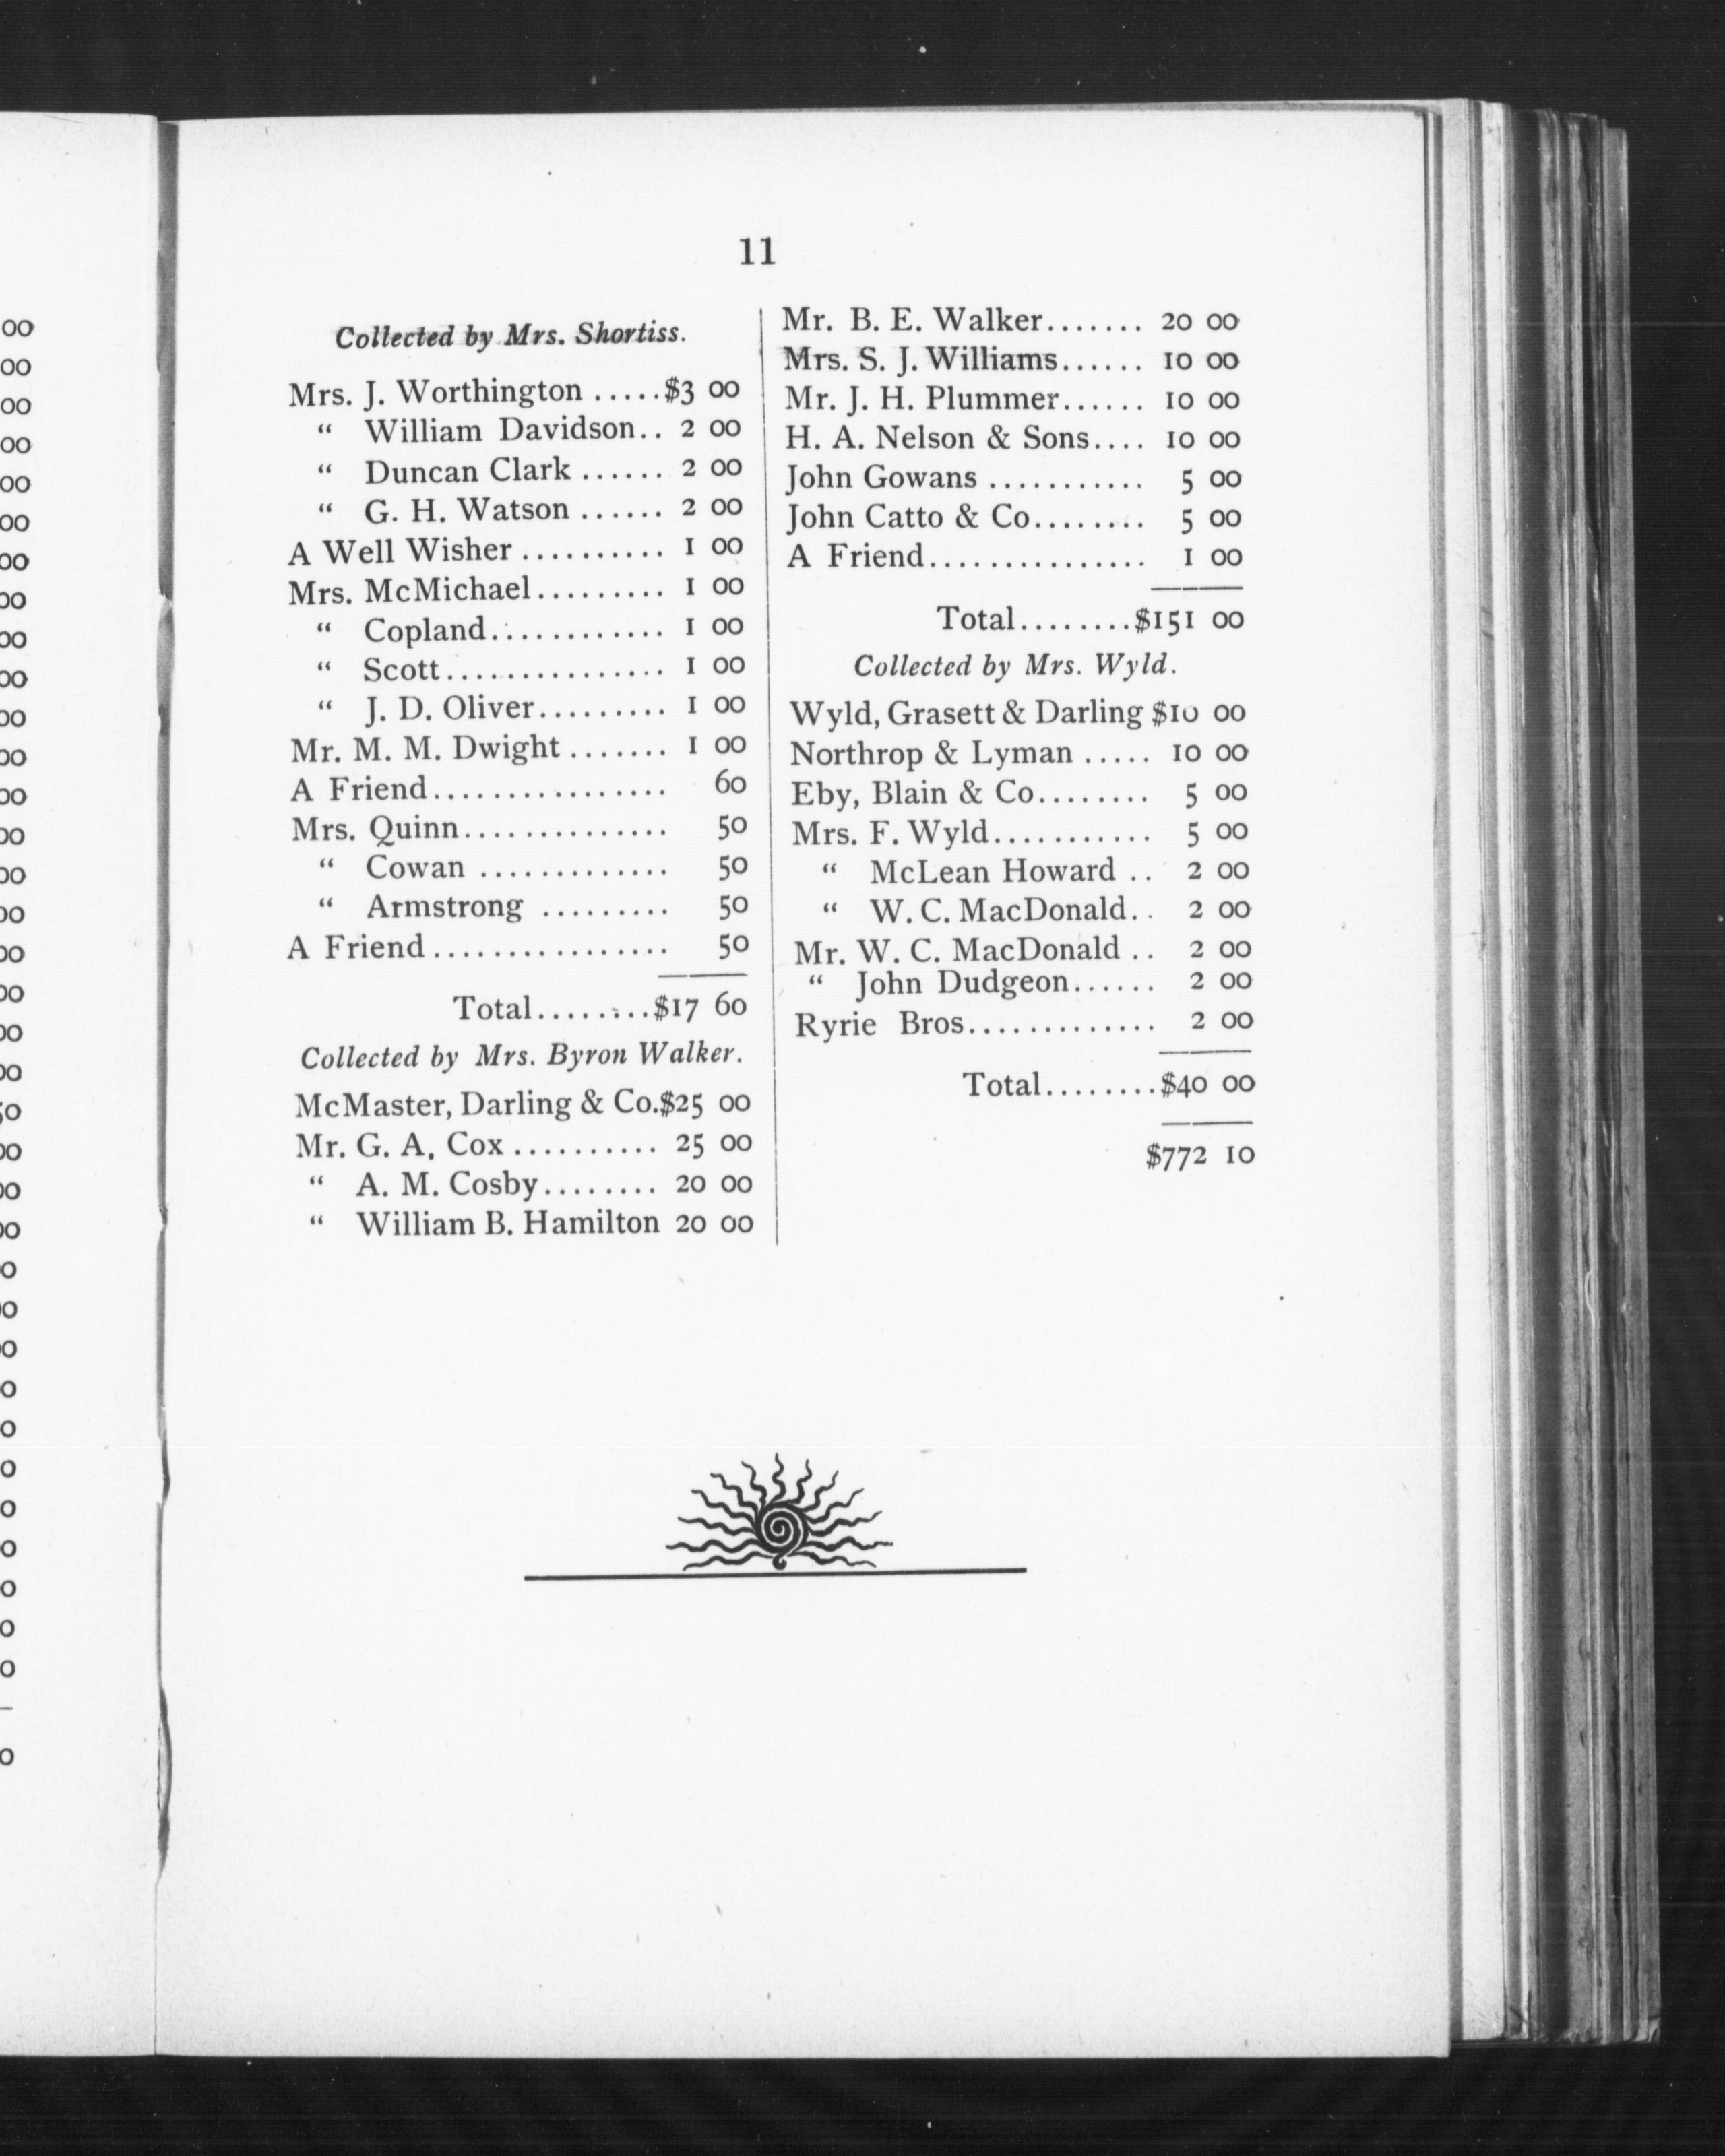 11
Collected by Mrs. Shortiss.
Mrs. J. Worthington .....$3 00
“ William Davidson.. 2 00
“ Duncan Clark ...... 2 00
“ G. H. Watson ...... 2 00
A Well Wisher .......... 1 00
Mrs. McMichael......... 1 00
“ Copland............ 1 00
“ Scott............... 1 00
“ J. D. Oliver......... 1 00
Mr. M. M. Dwight ....... 1 00
A Friend................ 60
Mrs. Quinn.............. 50
“ Cowan ............. 50
“ Armstrong ......... 50
A Friend................ 50
Total........$17 60
Collected by Mrs. Byron Walker.
McMaster, Darling & Co.$25 00
Mr. G. A. Cox .......... 25 00
“ A. M. Cosby........ 20 00
“ William B. Hamilton 20 00
Mr. B. E. Walker....... 20 00
Mrs. S. J. Williams...... 10 00
Mr. J. H. Plummer...... 10 00
H. A. Nelson & Sons.... 10 00
John Gowans ........... 5 00
John Catto & Co........ 5 00
A Friend............... 1 00
Total........$151 00
Collected by Mrs. Wyld.
Wyld, Grasett & Darling $10 00
Northrop & Lyman ..... 10 00
Eby, Blain & Co........ 5 00
Mrs. F. Wyld........... 5 00
“ McLean Howard .. 2 00
“ W. C. MacDonald.. 2 00
Mr. W. C. MacDonald .. 2 00
“ John Dudgeon...... 2 00
Ryrie Bros............. 2 00
Total........$40 00
$772 10